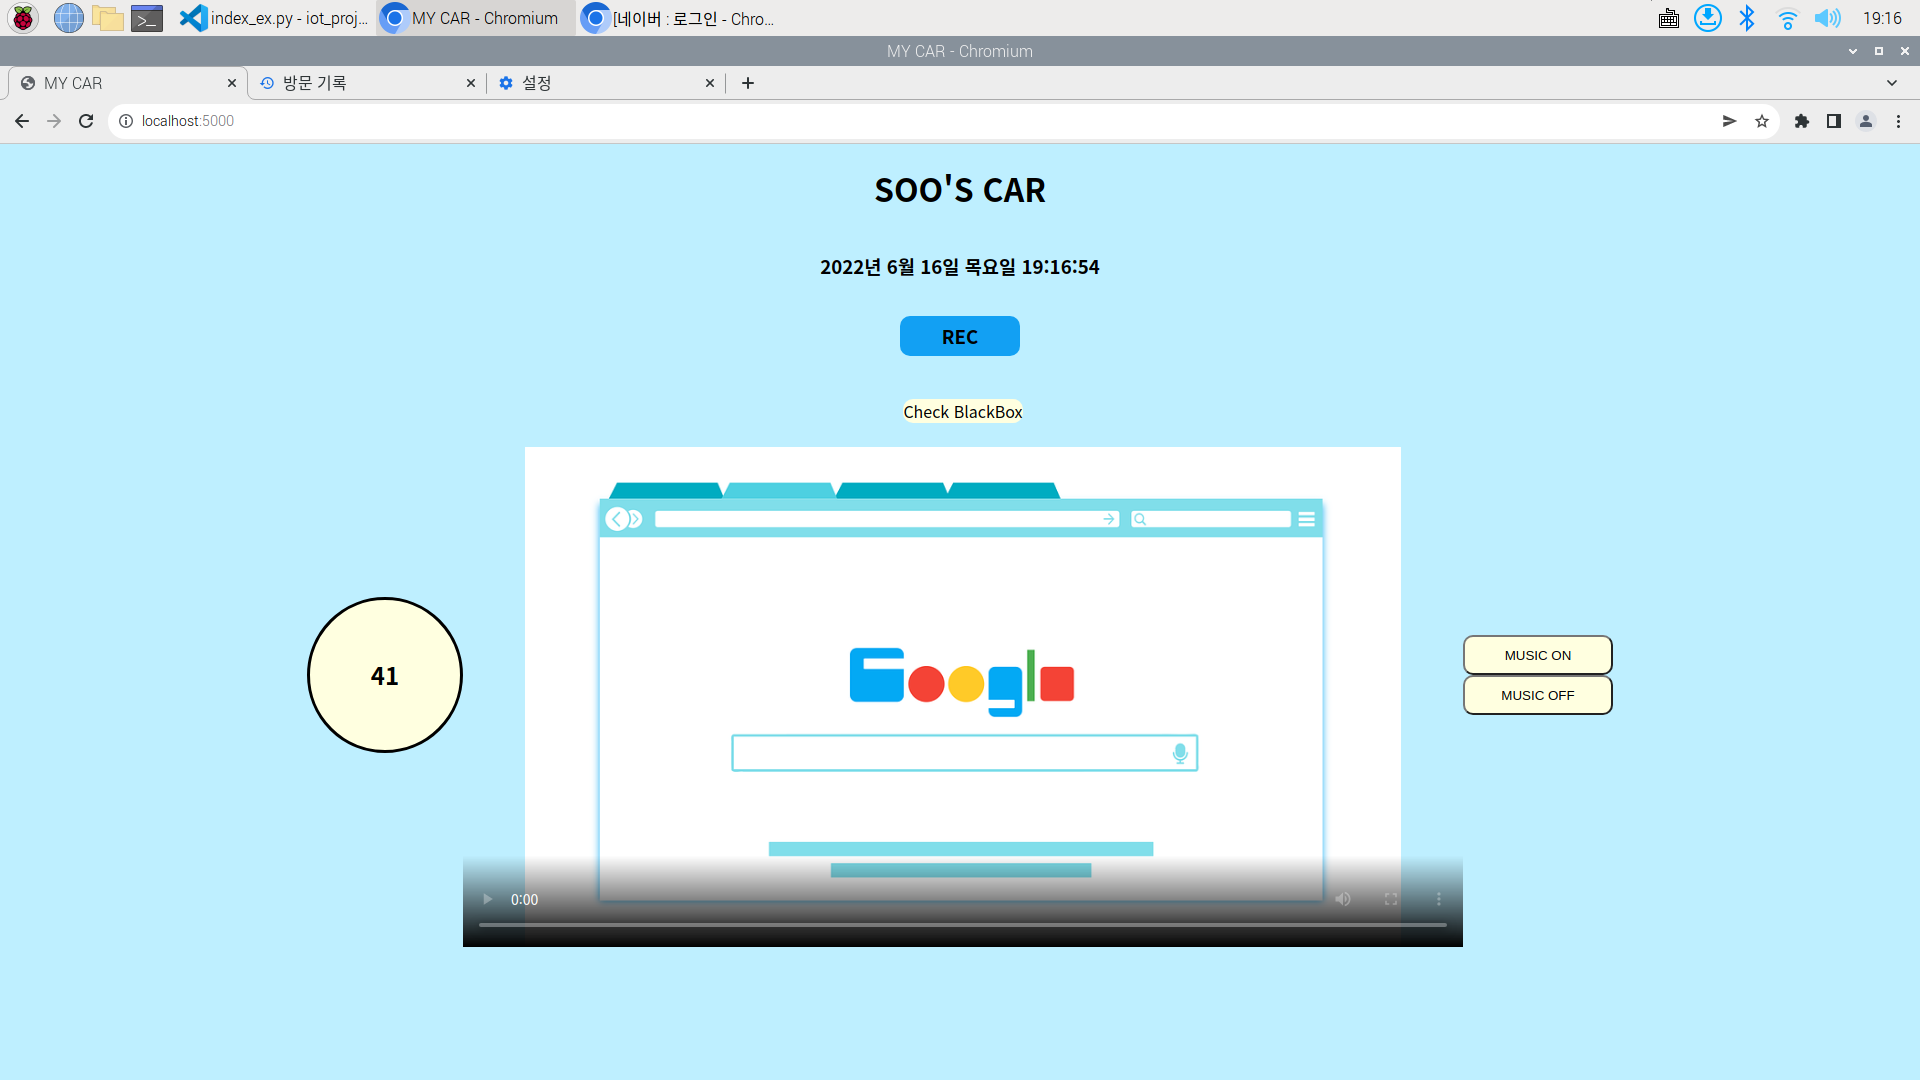 index_ex.py - iot_proj...
MY CAR - Chromium
[네이버 : 로그인 - Chro...
19:16
MY CAR - Chromium
MY CAR
방문 기록
설정
localhost:5000
SOO'S CAR
2022년 6월 16일 목요일 19:16:54
REC
Check BlackBox
Google
41
MUSIC ON
MUSIC OFF
0:00